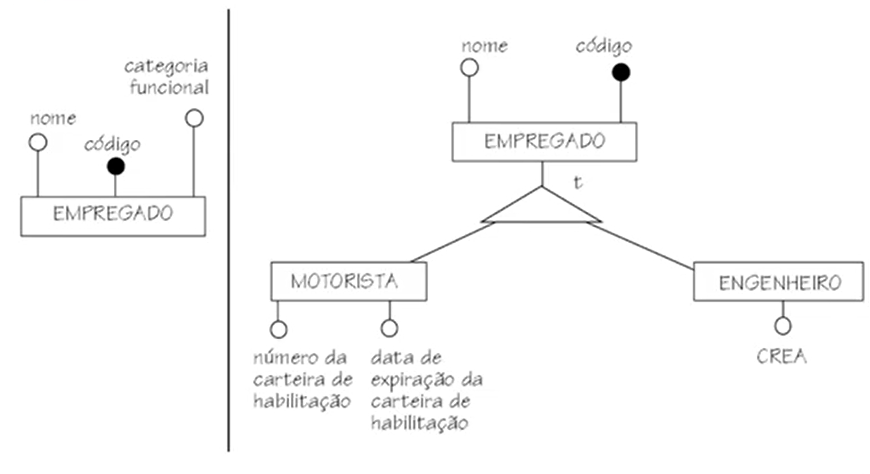 categoria
funcional
nome
código
EMPREGADO
nome
código
EMPREGADO
t
MOTORISTA
ENGENHEIRO
número da
carteira de
habilitação
data de
expiração da
carteira de
habilitação
CREA